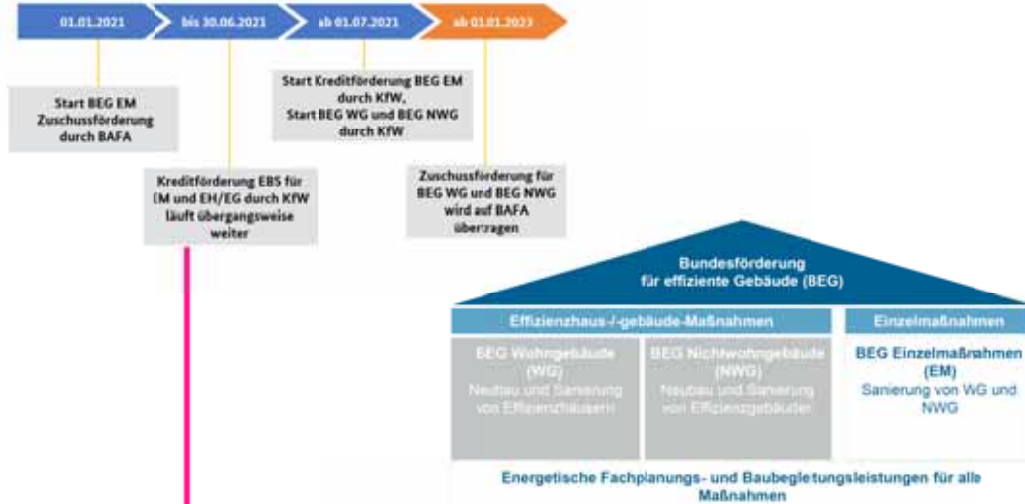 01.01.2021
bis 30.06.2021
ab 01.07.2021
ab 01.01.2023
Start BEG EM
Zuschussförderung
durch BAFA
Kreditförderung EBS für
EM und EH/EG durch KfW
läuft übergangsweise
weiter
Start Kreditförderung BEG EM
durch KfW,
Start BEG WG und BEG NWG
durch KfW
Zuschussförderung für
BEG WG und BEG NWG
wird auf BAFA
übertragen
Bundesförderung
für effiziente Gebäude (BEG)
Effizienzhaus-/-gebäude-Maßnahmen
Einzelmaßnahmen
BEG Wohngebäude
(WG)
Neubau und Sanierung
von Effizienzhäusern
BEG Nichtwohngebäude
(NWG)
Neubau und Sanierung
von Effizienzgebäuden
BEG Einzelmaßnahmen
(EM)
Sanierung von WG und
NWG
Energetische Fachplanungs- und Baubegleitungsleistungen für alle
Maßnahmen